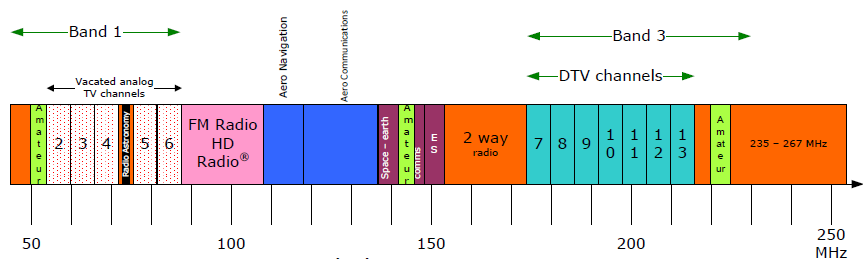 Band 1
Aero Navigation
Aero Communications
Band 3
Vacated analog
TV channels
DTV channels
Amateur
2
3
4
Radio Astronomy
5
6
FM Radio
HD
Radio®
Space – earth
Amateur
comms
ES
2 way
radio
7
8
9
10
11
12
13
Amateur
235 – 267 MHz
50
100
150
200
250
MHz